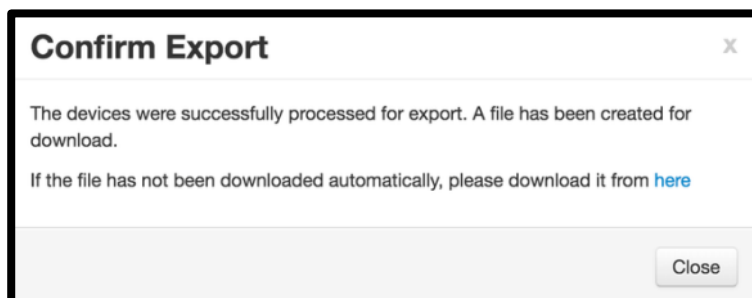 Confirm Export
x
The devices were successfully processed for export. A file has been created for
download.
If the file has not been downloaded automatically, please download it from here
Close